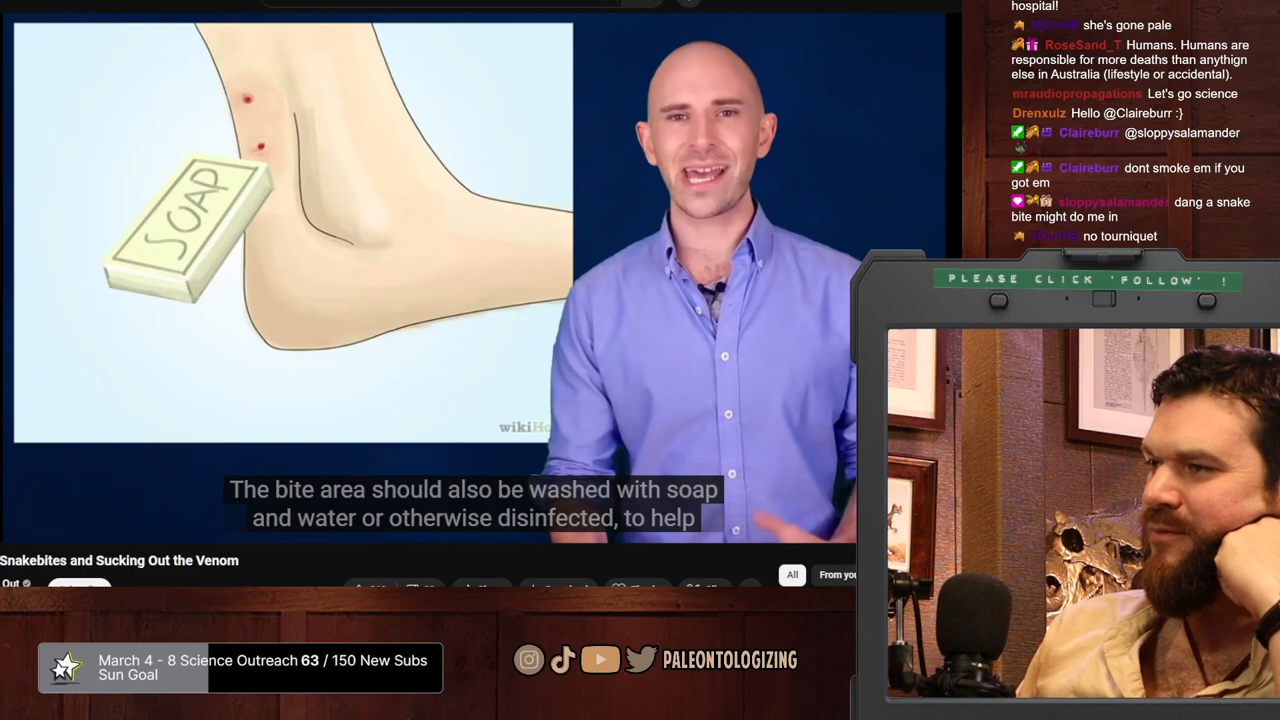 hospital!
she's gone pale
RoseSand_T Humans. Humans are
responsible for more deaths than anythign
else in Australia (lifestyle or accidental).
mraudiopropagations Let's go science
Drenxulz Hello @Claireburr :}
Claireburr @sloppysalamander
Claireburr dont smoke em if you
got em
sloppysalamander dang a snake
bite might do me in
no tourniquet
SOAP
wikiHo
The bite area should also be washed with soap
and water or otherwise disinfected, to help
PLEASE CLICK 'FOLLOW' !
Snakebites and Sucking Out the Venom
Out
All
From you
March 4 - 8 Science Outreach 63 / 150 New Subs
Sun Goal
PALEONTOLOGIZING